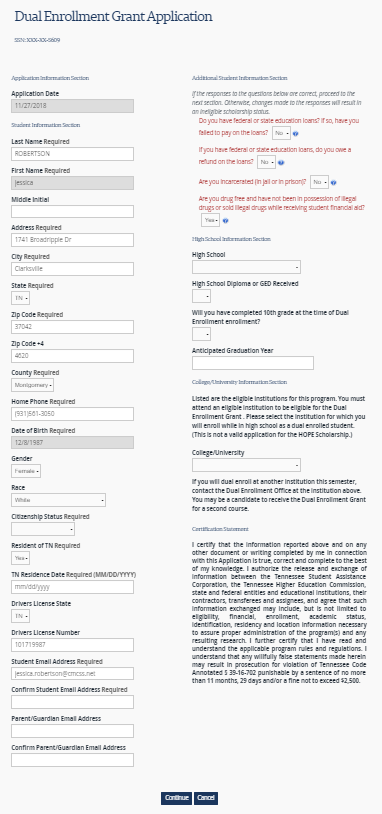 Dual Enrollment Grant Application
SSN: XXX-XX-5609
Application Information Section
Application Date
11/27/2018
Student Information Section
Last Name Required
ROBERTSON
First Name Required
Jessica
Middle Initial
Address Required
1741 Broadripple Dr
City Required
Clarksville
State Required
TN
Zip Code Required
37042
Zip Code +4
4620
County Required
Montgomery
Home Phone Required
(931)561-3050
Date of Birth Required
12/8/1987
Gender
Female
Race
White
Citizenship Status Required
Resident of TN Required
Yes
TN Residence Date Required (MM/DD/YYYY)
mm/dd/yyyy
Drivers License State
TN
Drivers License Number
101719987
Student Email Address Required
jessica.robertson@cmcss.net
Confirm Student Email Address Required
Parent/Guardian Email Address
Confirm Parent/Guardian Email Address
Additional Student Information Section
If the responses to the questions below are correct, proceed to the
next section. Otherwise, changes made to the responses will result in
an ineligible scholarship status.
Do you have federal or state education loans? If so, have you
failed to pay on the loans? No
If you have federal or state education loans, do you owe a
refund on the loans? No
Are you incarcerated (in jail or in prison)? No
Are you drug free and have not been in possession of illegal
drugs or sold illegal drugs while receiving student financial aid?
Yes
High School Information Section
High School
High School Diploma or GED Received
Will you have completed 10th grade at the time of Dual
Enrollment enrollment?
Anticipated Graduation Year
College/University Information Section
Listed are the eligible institutions for this program. You must
attend an eligible institution to be eligible for the Dual
Enrollment Grant . Please select the institution for which you
will enroll while in high school as a dual enrolled student.
(This is not a valid application for the HOPE Scholarship.)
College/University
If you will dual enroll at another institution this semester,
contact the Dual Enrollment Office at the institution above.
You may be a candidate to receive the Dual Enrollment Grant
for a second course.
Certification Statement
I certify that the information reported above and on any
other document or writing completed by me in connection
with this Application is true, correct and complete to the best
of my knowledge. I authorize the release and exchange of
information between the Tennessee Student Assistance
Corporation, the Tennessee Higher Education Commission,
state and federal entities and educational institutions, their
contractors, transferees and assignees, and agree that such
information exchanged may include, but is not limited to
eligibility, financial, enrollment, academic status,
identification, residency and location information necessary
to assure proper administration of the program(s) and any
resulting research. I further certify that I have read and
understand the applicable program rules and regulations. I
understand that any willfully false statements made herein
may result in prosecution for violation of Tennessee Code
Annotated § 39-16-702 punishable by a sentence of no more
than 11 months, 29 days and/or a fine not to exceed $2,500.
Continue Cancel